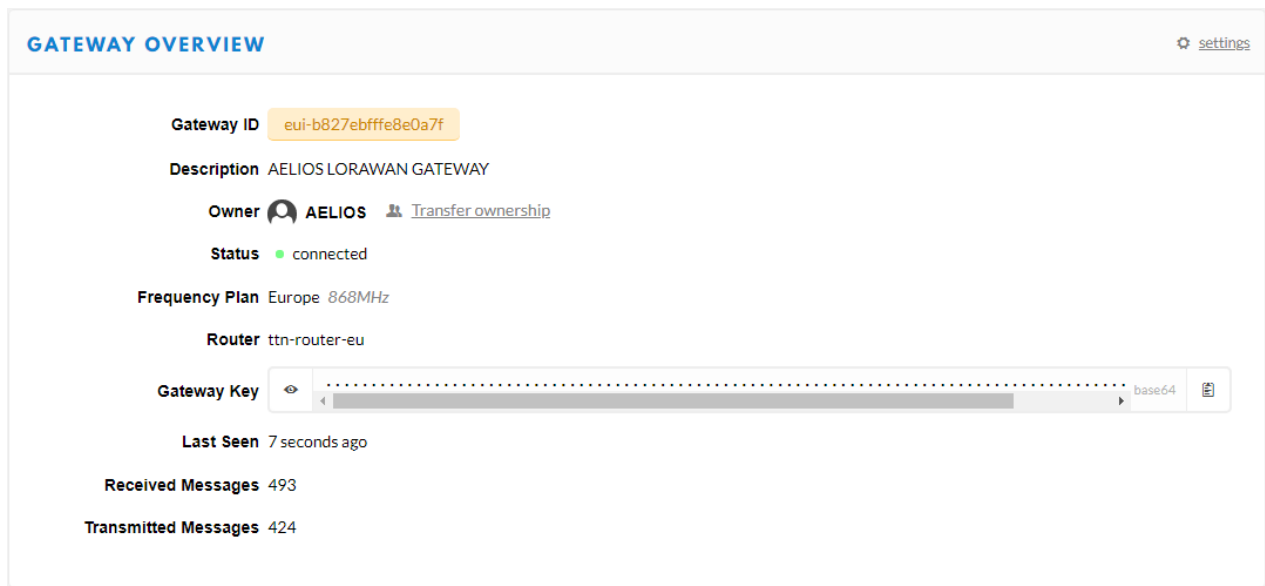 GATEWAY OVERVIEW settings
Gateway ID eui-b827ebfffe8e0a7f
Description AELIOS LORAWAN GATEWAY
Owner AELIOS Transfer ownership
Status connected
Frequency Plan Europe 868MHz
Router ttn-router-eu
Gateway Key base64
Last Seen 7 seconds ago
Received Messages 493
Transmitted Messages 424